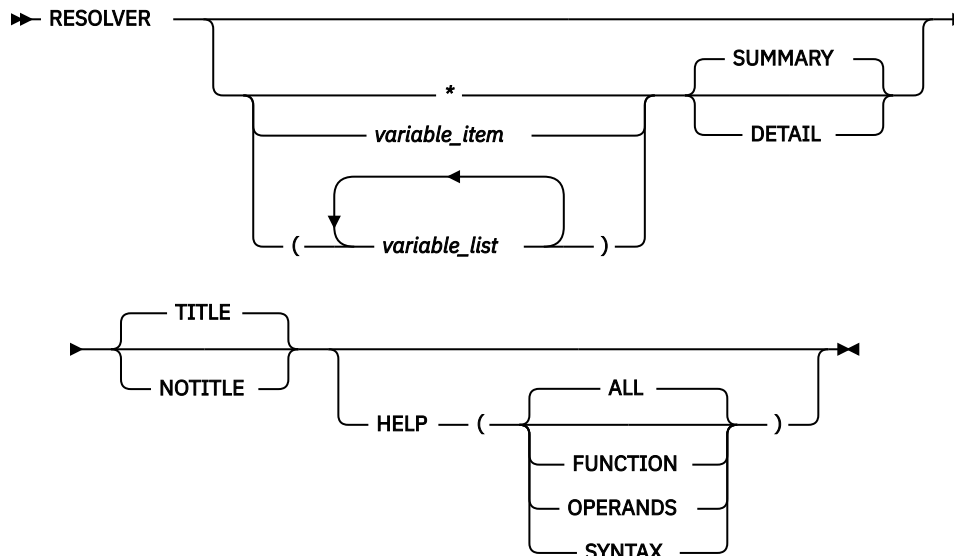 RESOLVER
SUMMARY
*
variable_item
DETAIL
( variable_list )
TITLE
NOTITLE
ALL
HELP ( )
FUNCTION
OPERANDS
SYNTAX